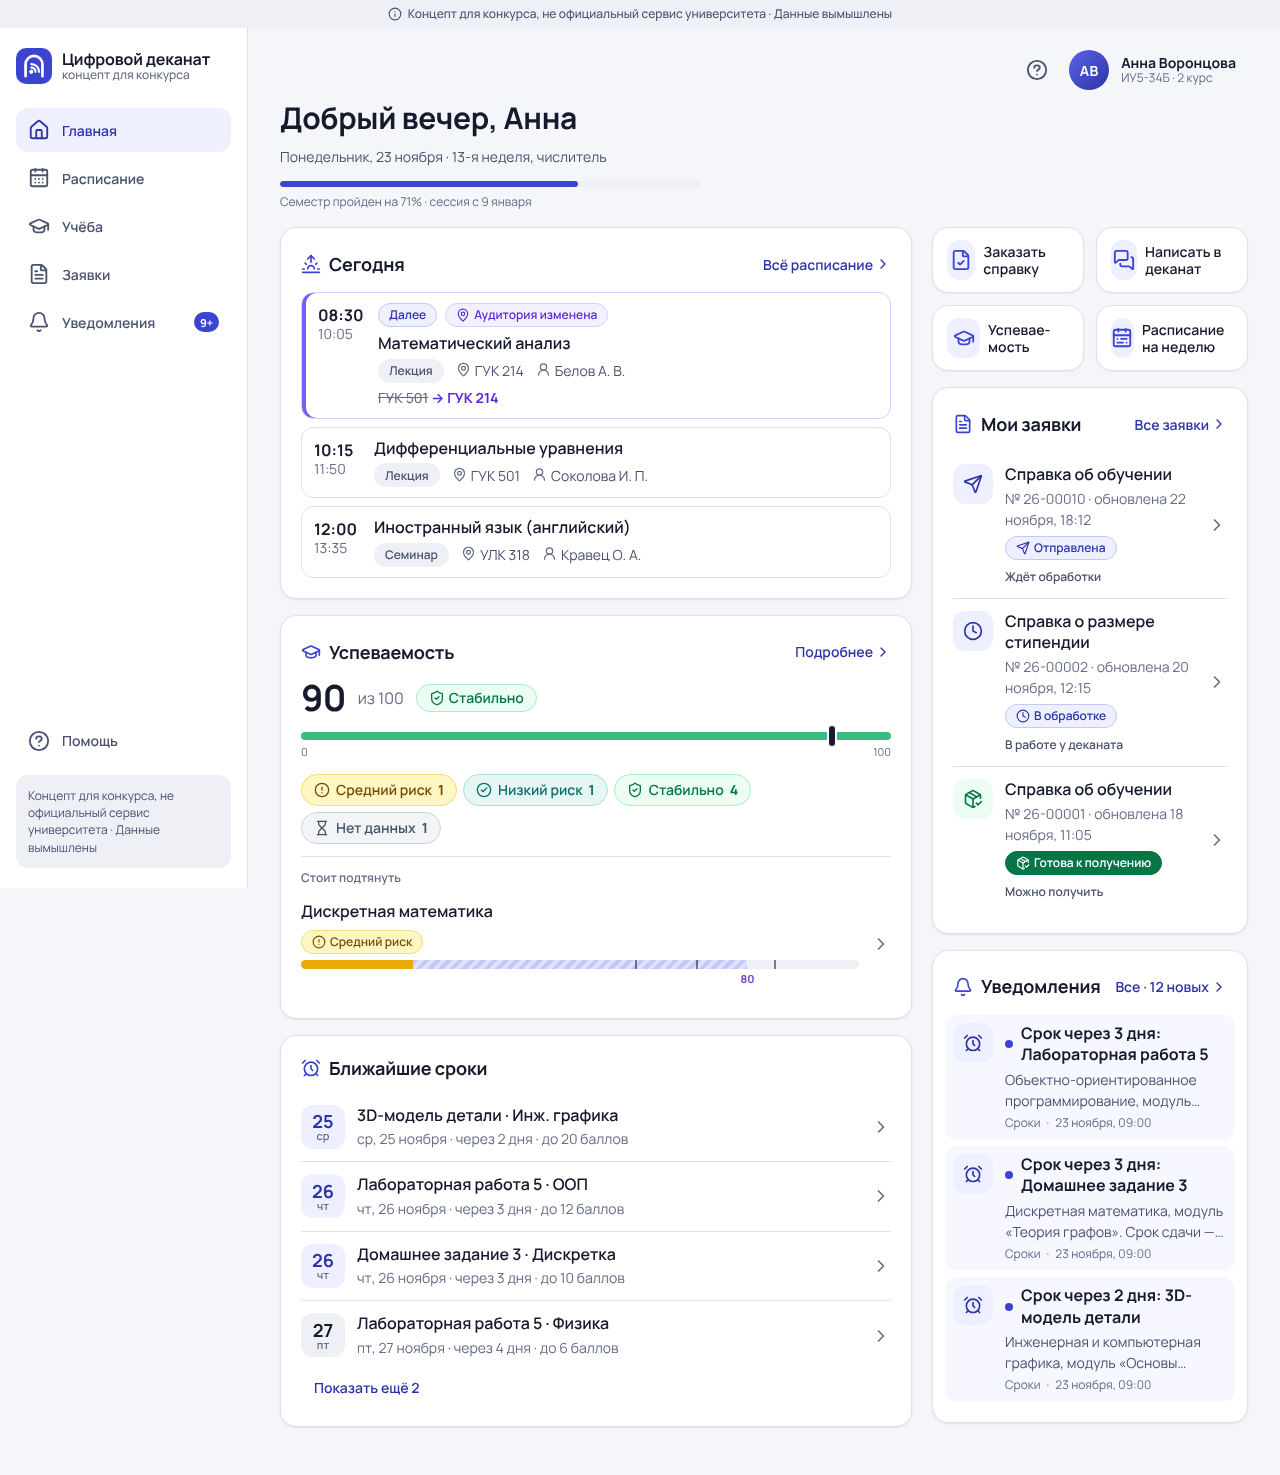 Концепт для конкурса, не официальный сервис университета · Данные вымышлены
Цифровой деканат
концепт для конкурса
Главная
Расписание
Учёба
Заявки
Уведомления
9+
Помощь
Концепт для конкурса, не
официальный сервис
университета · Данные
вымышлены
АВ
Анна Воронцова
ИУ5-34Б · 2 курс
Добрый вечер, Анна
Понедельник, 23 ноября · 13-я неделя, числитель
Семестр пройден на 71% · сессия с 9 января
Сегодня
Всё расписание
08:30
10:05
Далее
Аудитория изменена
Математический анализ
Лекция
ГУК 214
Белов А. В.
ГУК 501 → ГУК 214
10:15
11:50
Дифференциальные уравнения
Лекция
ГУК 501
Соколова И. П.
12:00
13:35
Иностранный язык (английский)
Семинар
УЛК 318
Кравец О. А.
Успеваемость
Подробнее
90 из 100
Стабильно
0
100
Средний риск 1
Низкий риск 1
Стабильно 4
Нет данных 1
Стоит подтянуть
Дискретная математика
Средний риск
80
Ближайшие сроки
25
ср
3D-модель детали · Инж. графика
ср, 25 ноября · через 2 дня · до 20 баллов
26
чт
Лабораторная работа 5 · ООП
чт, 26 ноября · через 3 дня · до 12 баллов
26
чт
Домашнее задание 3 · Дискретка
чт, 26 ноября · через 3 дня · до 10 баллов
27
пт
Лабораторная работа 5 · Физика
пт, 27 ноября · через 4 дня · до 6 баллов
Показать ещё 2
Заказать
справку
Написать в
деканат
Успевае-
мость
Расписание
на неделю
Мои заявки
Все заявки
Справка об обучении
№ 26-00010 · обновлена 22
ноября, 18:12
Отправлена
Ждёт обработки
Справка о размере
стипендии
№ 26-00002 · обновлена 20
ноября, 12:15
В обработке
В работе у деканата
Справка об обучении
№ 26-00001 · обновлена 18
ноября, 11:05
Готова к получению
Можно получить
Уведомления
Все · 12 новых
Срок через 3 дня:
Лабораторная работа 5
Объектно-ориентированное
программирование, модуль…
Сроки · 23 ноября, 09:00
Срок через 3 дня:
Домашнее задание 3
Дискретная математика, модуль
«Теория графов». Срок сдачи —…
Сроки · 23 ноября, 09:00
Срок через 2 дня: 3D-
модель детали
Инженерная и компьютерная
графика, модуль «Основы…
Сроки · 23 ноября, 09:00